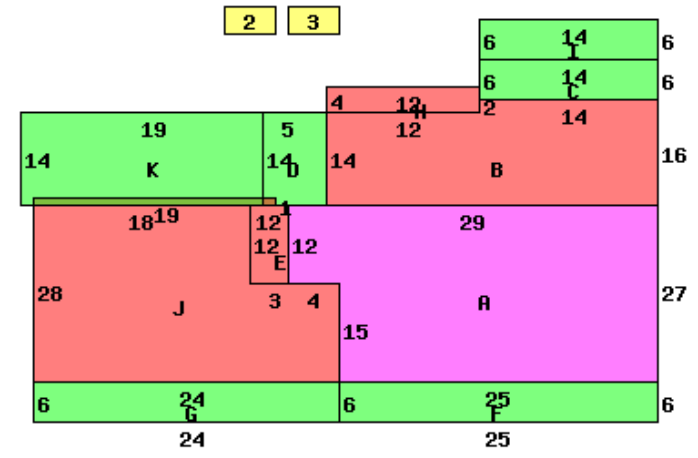 2 3
6 14 6
I
6 14 6
C
4 12 2 14
H
19 5 12
14 14 14 16
K D B
1
18 19 12 29
12 12
E
28 3 4 27
J A
15
6 24 6 25 6
G F
24 25